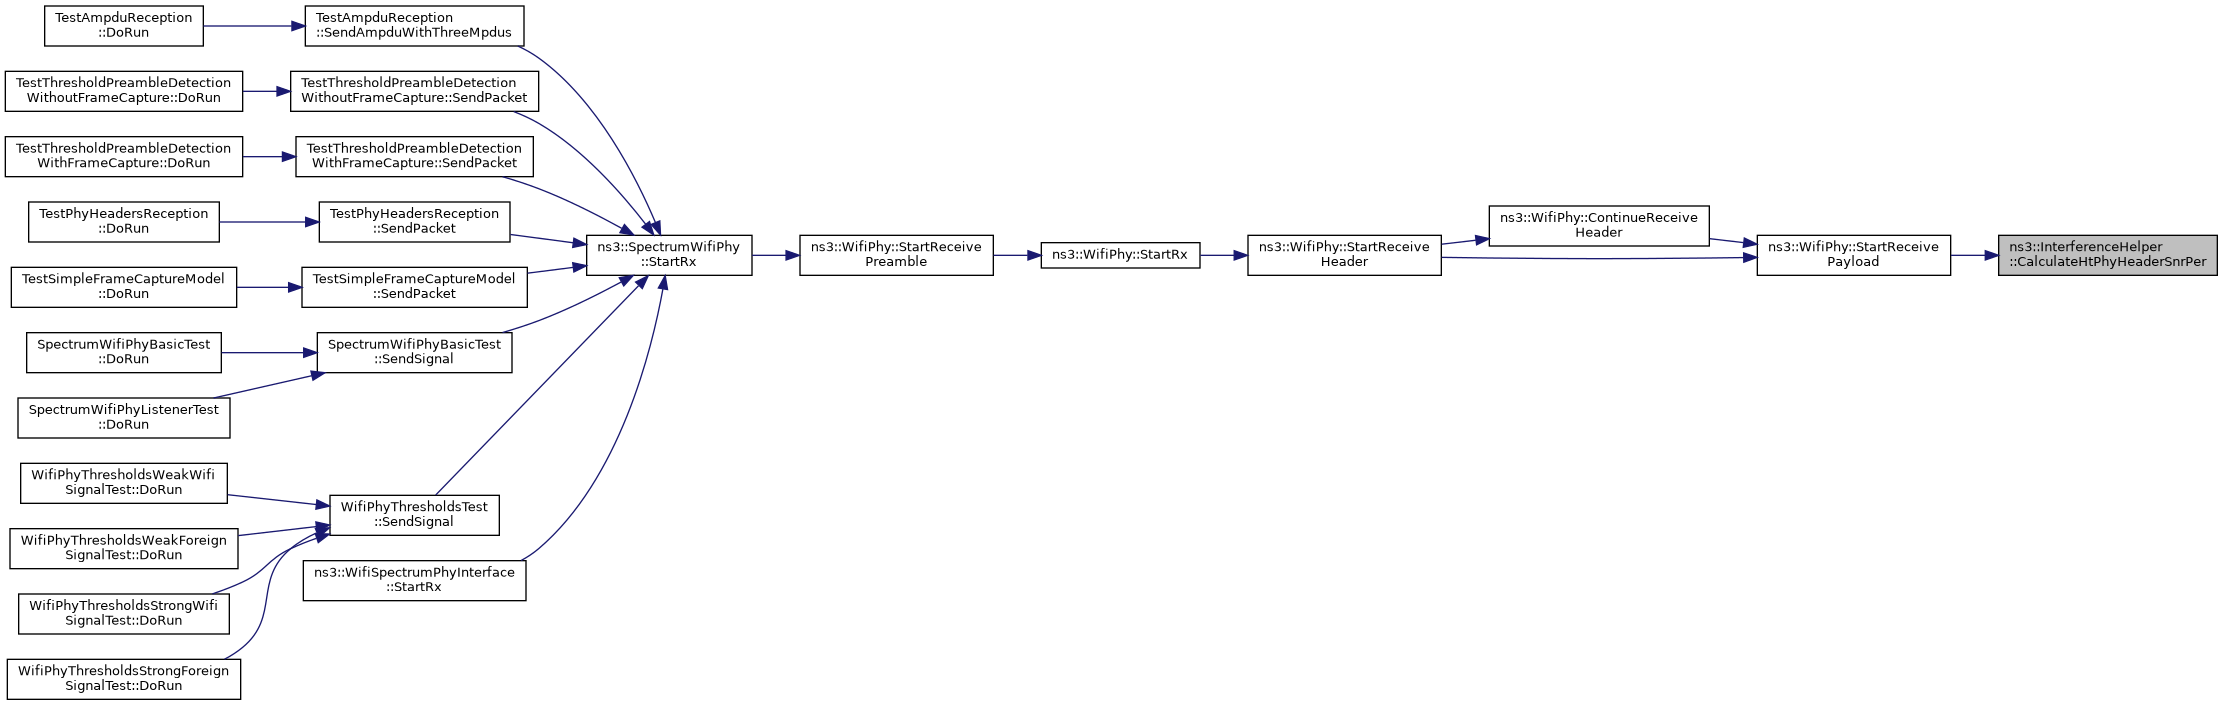 TestAmpduReception
::DoRun
TestThresholdPreambleDetection
WithoutFrameCapture::DoRun
TestThresholdPreambleDetection
WithFrameCapture::DoRun
TestPhyHeadersReception
::DoRun
TestSimpleFrameCaptureModel
::DoRun
SpectrumWifiPhyBasicTest
::DoRun
SpectrumWifiPhyListenerTest
::DoRun
WifiPhyThresholdsWeakWifi
SignalTest::DoRun
WifiPhyThresholdsWeakForeign
SignalTest::DoRun
WifiPhyThresholdsStrongWifi
SignalTest::DoRun
WifiPhyThresholdsStrongForeign
SignalTest::DoRun
TestAmpduReception
::SendAmpduWithThreeMpdus
TestThresholdPreambleDetection
WithoutFrameCapture::SendPacket
TestThresholdPreambleDetection
WithFrameCapture::SendPacket
TestPhyHeadersReception
::SendPacket
TestSimpleFrameCaptureModel
::SendPacket
SpectrumWifiPhyBasicTest
::SendSignal
WifiPhyThresholdsTest
::SendSignal
ns3::WifiSpectrumPhyInterface
::StartRx
ns3::SpectrumWifiPhy
::StartRx
ns3::WifiPhy::StartReceive
Preamble
ns3::WifiPhy::StartRx
ns3::WifiPhy::StartReceive
Header
ns3::WifiPhy::ContinueReceive
Header
ns3::WifiPhy::StartReceive
Payload
ns3::InterferenceHelper
::CalculateHtPhyHeaderSnrPer